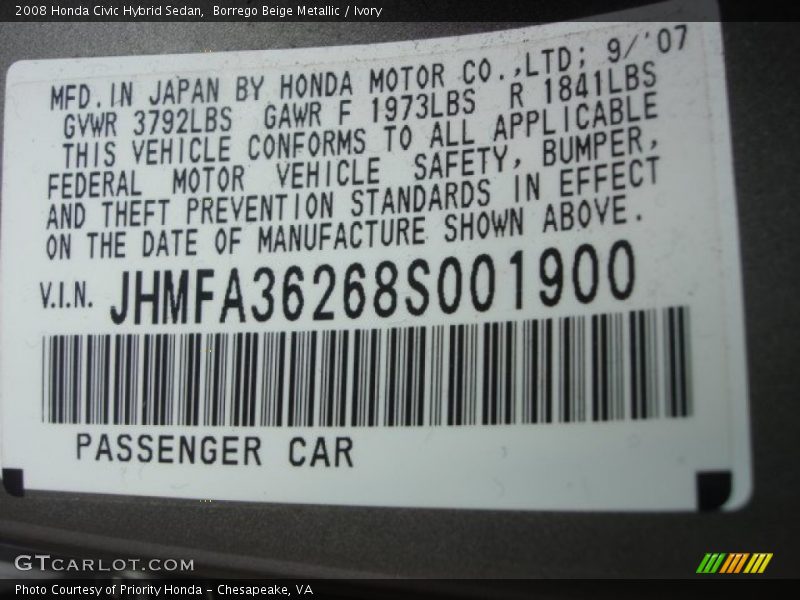 2008 Honda Civic Hybrid Sedan,  Borrego Beige Metallic / Ivory
MFD.IN JAPAN BY HONDA MOTOR CO.,LTD; 9/'07
GVWR 3792LBS GAWR F 1973LBS R 1841LBS
THIS VEHICLE CONFORMS TO ALL APPLICABLE
FEDERAL MOTOR VEHICLE SAFETY, BUMPER,
AND THEFT PREVENTION STANDARDS IN EFFECT
ON THE DATE OF MANUFACTURE SHOWN ABOVE.
V.I.N. JHMFA36268S001900
PASSENGER CAR
GTCARLOT.COM
Photo Courtesy of Priority Honda - Chesapeake, VA